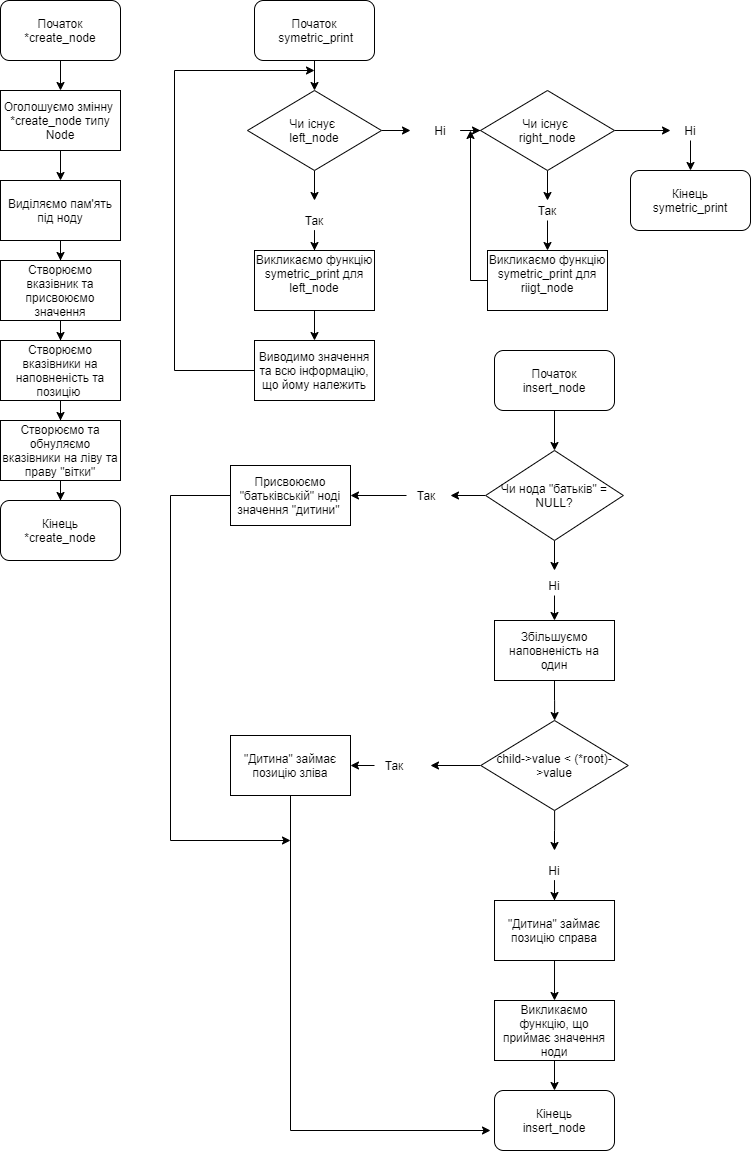 Початок
*create_node
Оголошуємо змінну
*create_node типу
Node
Виділяємо пам'ять
під ноду
Створюємо
вказівник та
присвоюємо
значення
Створюємо
вказівники на
наповненість та
позицію
Створюємо та
обнуляємо
вказівники на ліву та
праву "вітки"
Кінець
*create_node
Початок
symetric_print
Чи існує
left_node
Ні
Чи існує
right_node
Ні
Кінець
symetric_print
Так
Викликаємо функцію
symetric_print для
left_node
Виводимо значення
та всю інформацію,
що йому належить
Так
Викликаємо функцію
symetric_print для
riigt_node
Початок
insert_node
Чи нода "батьків" =
NULL?
Так
Присвоюємо
"батьківській" ноді
значення "дитини"
Ні
Збільшуємо
наповненість на
один
child->value < (*root)-
>value
Так
"Дитина" займає
позицію зліва
Ні
"Дитина" займає
позицію справа
Викликаємо
функцію, що
приймає значення
ноди
Кінець
insert_node